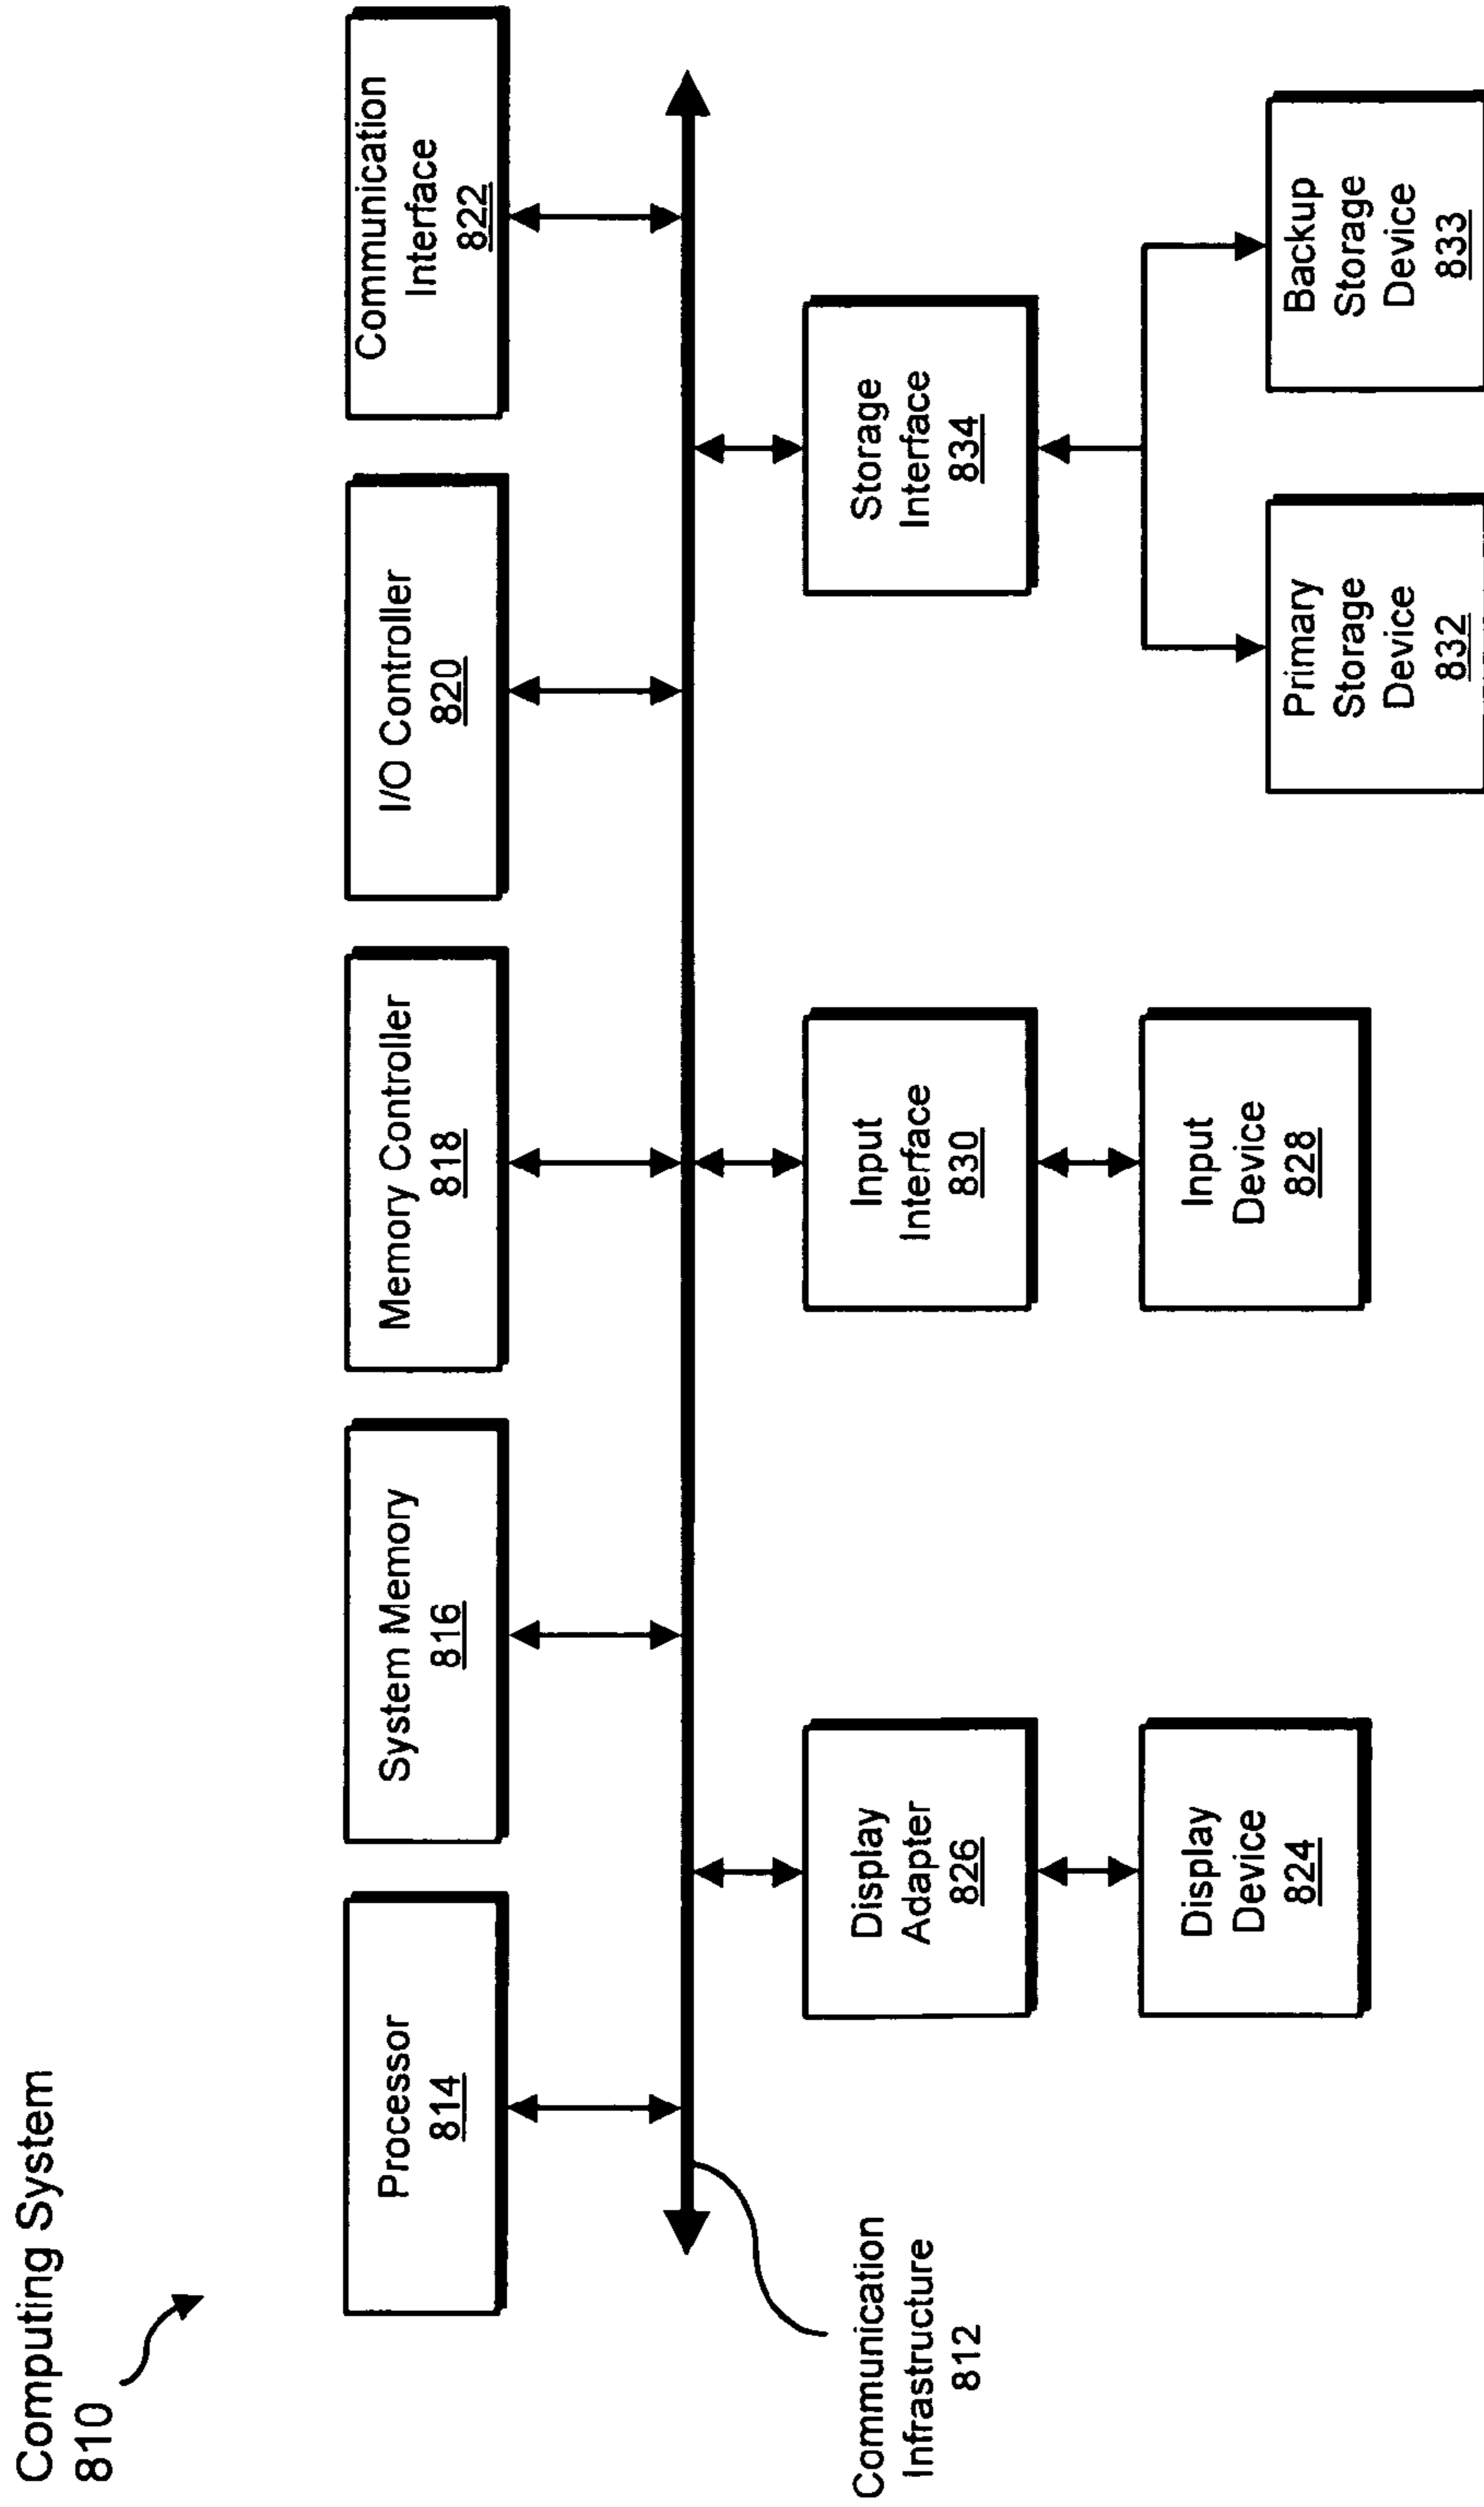 Computing System
810
Processor
814
System Memory
816
Memory Controller
818
I/O Controller
820
Communication
Interface
822
Communication
Infrastructure
812
Display
Adapter
826
Input
Interface
830
Storage
Interface
834
Display
Device
824
Input
Device
828
Primary
Storage
Device
832
Backup
Storage
Device
833